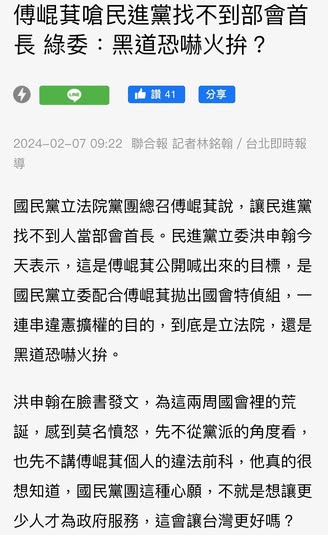 傅崐萁嗆民進黨找不到部會首
長 綠委：黑道恐嚇火拚？
LINE
讚 41
分享
2024-02-07 09:22 聯合報 記者林銘翰／台北即時報
導
國民黨立法院黨團總召傅崐萁說，讓民進黨
找不到人當部會首長。民進黨立委洪申翰今
天表示，這是傅崐萁公開喊出來的目標，是
國民黨立委配合傅崐萁拋出國會特偵組，一
連串違憲擴權的目的，到底是立法院，還是
黑道恐嚇火拚。
洪申翰在臉書發文，為這兩周國會裡的荒
誕，感到莫名憤怒，先不從黨派的角度看，
也先不講傅崐萁個人的違法前科，他真的很
想知道，國民黨團這種心願，不就是想讓更
少人才為政府服務，這會讓台灣更好嗎？